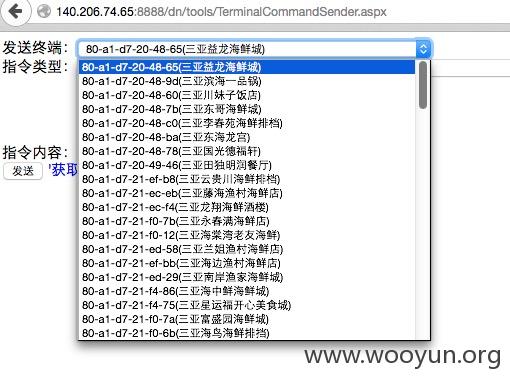 140.206.74.65:8888/dn/tools/TerminalCommandSender.aspx
发送终端： 80-a1-d7-20-48-65(三亚益龙海鲜城)
指令类型：
80-a1-d7-20-48-65(三亚益龙海鲜城)
80-a1-d7-20-48-9d(三亚滨海一品锅)
80-a1-d7-20-48-60(三亚川妹子饭店)
80-a1-d7-20-48-7b(三亚东哥海鲜城)
80-a1-d7-20-48-c0(三亚李春苑海鲜排档)
80-a1-d7-20-48-ba(三亚东海龙宫)
80-a1-d7-20-48-78(三亚国光德福轩)
80-a1-d7-20-49-46(三亚田独明润餐厅)
80-a1-d7-21-ef-b8(三亚云贵川海鲜排档)
80-a1-d7-21-ec-eb(三亚藤海渔村海鲜店)
80-a1-d7-21-ec-f4(三亚龙翔海鲜酒楼)
80-a1-d7-21-f0-7b(三亚永春满海鲜店)
80-a1-d7-21-f0-12(三亚海棠湾老友海鲜)
80-a1-d7-21-ed-58(三亚兰姐渔村海鲜店)
80-a1-d7-21-ef-bb(三亚海边渔村海鲜店)
80-a1-d7-21-ed-29(三亚南岸渔家海鲜城)
80-a1-d7-21-f4-86(三亚海中鲜海鲜城)
80-a1-d7-21-f4-75(三亚星运福开心美食城)
80-a1-d7-21-f0-7a(三亚富盛园海鲜城)
80-a1-d7-21-f0-6b(三亚海鸟海鲜排挡)
指令内容：
发送 '获取
www.wooyun.org